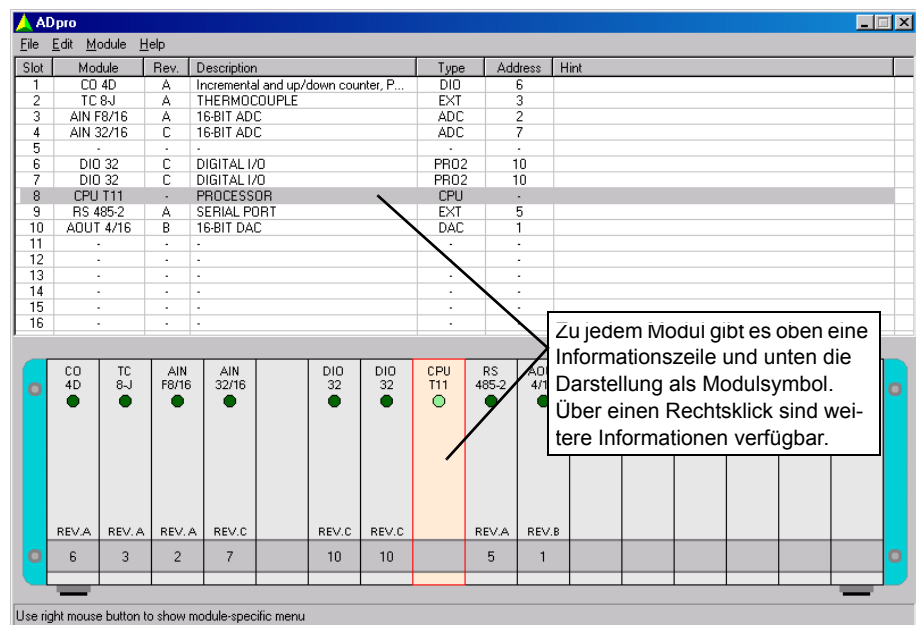 ADpro
File Edit Module Help
Slot Module Rev. Description Type Address Hint
1 CO 4D A Incremental and up/down counter, P... DIO 6
2 TC 8-J A THERMOCOUPLE EXT 3
3 AIN F8/16 A 16-BIT ADC ADC 2
4 AIN 32/16 C 16-BIT ADC ADC 7
5 - - - - -
6 DIO 32 C DIGITAL I/O PRO2 10
7 DIO 32 C DIGITAL I/O PRO2 10
8 CPU T11 - PROCESSOR CPU -
9 RS 485-2 A SERIAL PORT EXT 5
10 AOUT 4/16 B 16-BIT DAC DAC 1
11 - - - - -
12 - - - - -
13 - - - - -
14 - - - - -
15 - - - - -
16 - - - - -
Zu jedem Modul gibt es oben eine
Informationszeile und unten die
Darstellung als Modulsymbol.
Über einen Rechtsklick sind wei-
tere Informationen verfügbar.
CO TC AIN AIN DIO DIO CPU RS
4D 8-J F8/16 32/16 32 32 T11 485-2
REV.A REV.A REV.A REV.C REV.C REV.C REV.A REV.B
6 3 2 7 10 10 5 1
Use right mouse button to show module-specific menu